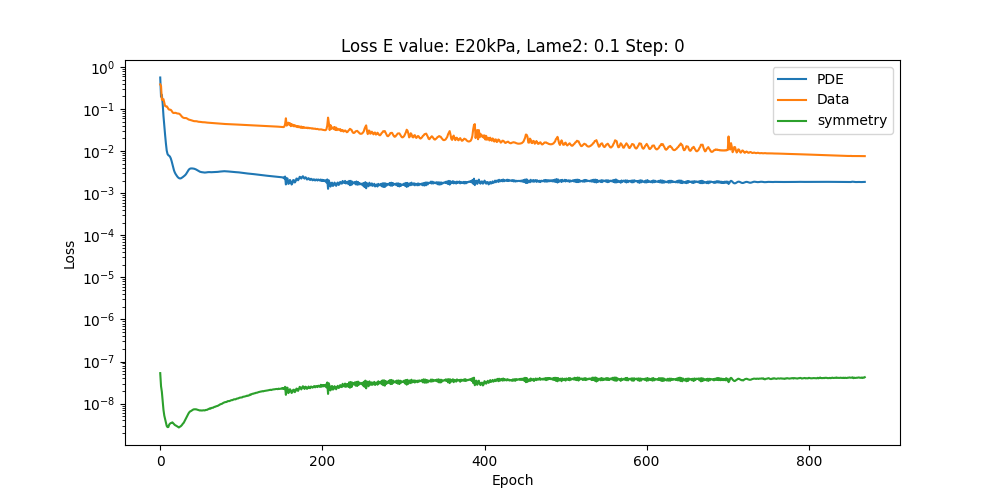 Loss E value: E20kPa, Lame2: 0.1 Step: 0
PDE
Data
symmetry
10^0
10^-1
10^-2
10^-3
10^-4
10^-5
10^-6
10^-7
10^-8
Loss
0 200 400 600 800
Epoch